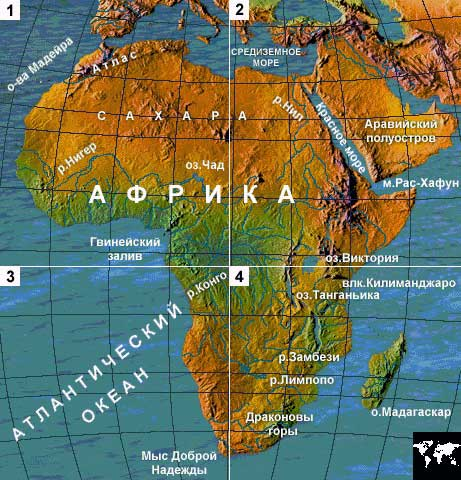 1
2
СРЕДИЗЕМНОЕ
МОРЕ
о-ва Мадейра
Атлас
САХАРА
р.Нил
Красное море
Аравийский
полуостров
р.Нигер
оз.Чад
м.Рас-Хафун
АФРИКА
Гвинейский
залив
оз.Виктория
3
4
влк.Килиманджаро
р.Конго
оз.Танганьика
АТЛАНТИЧЕСКИЙ
ОКЕАН
р.Замбези
р.Лимпопо
о.Мадагаскар
Драконовы
горы
Мыс Доброй
Надежды